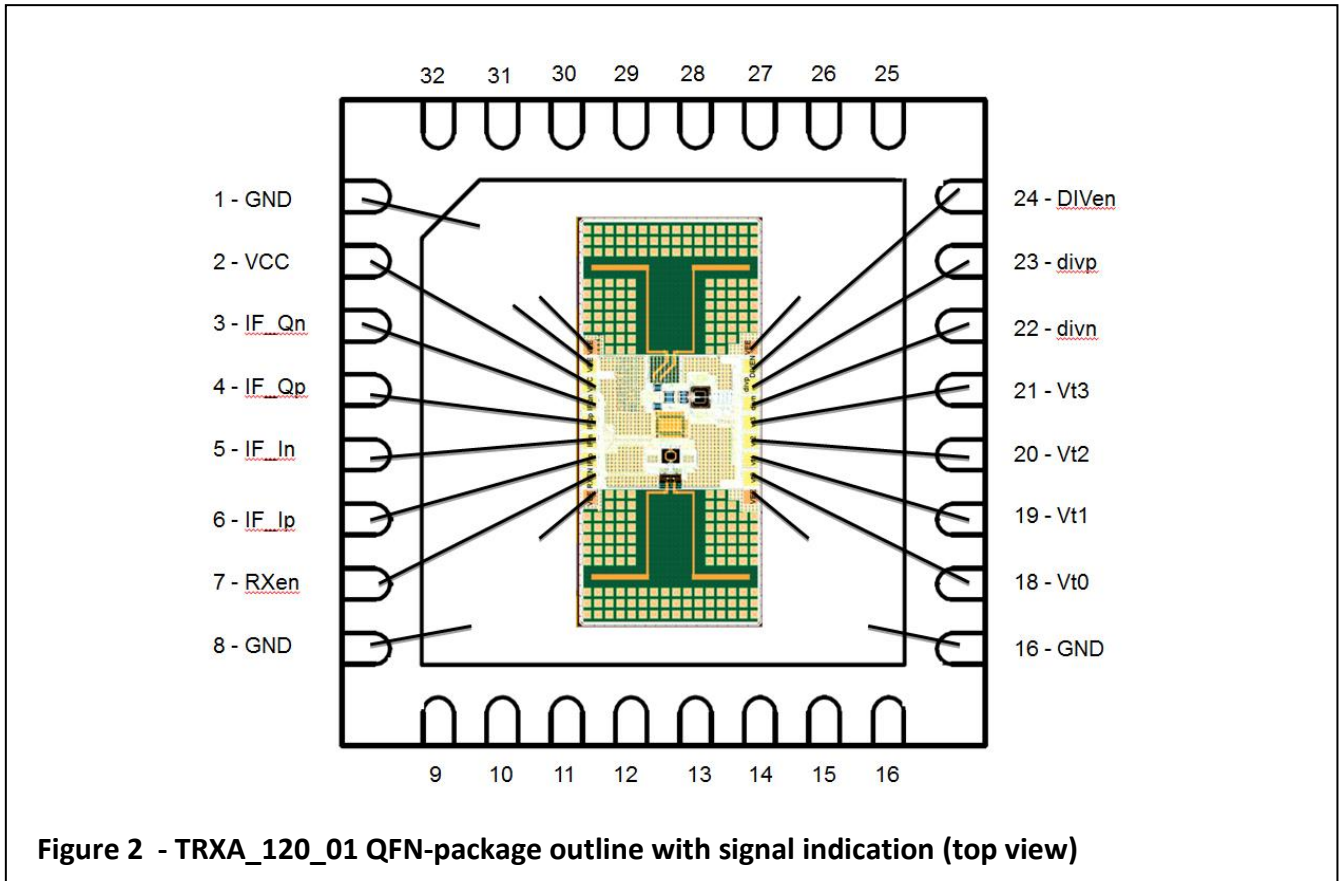 32 31 30 29 28 27 26 25
1 - GND
2 - VCC
3 - IF_Qn
4 - IF_Qp
5 - IF_In
6 - IF_Ip
7 - RXen
8 - GND
24 - DIVen
23 - divp
22 - divn
21 - Vt3
20 - Vt2
19 - Vt1
18 - Vt0
16 - GND
9 10 11 12 13 14 15 16
Figure 2 - TRXA_120_01 QFN-package outline with signal indication (top view)